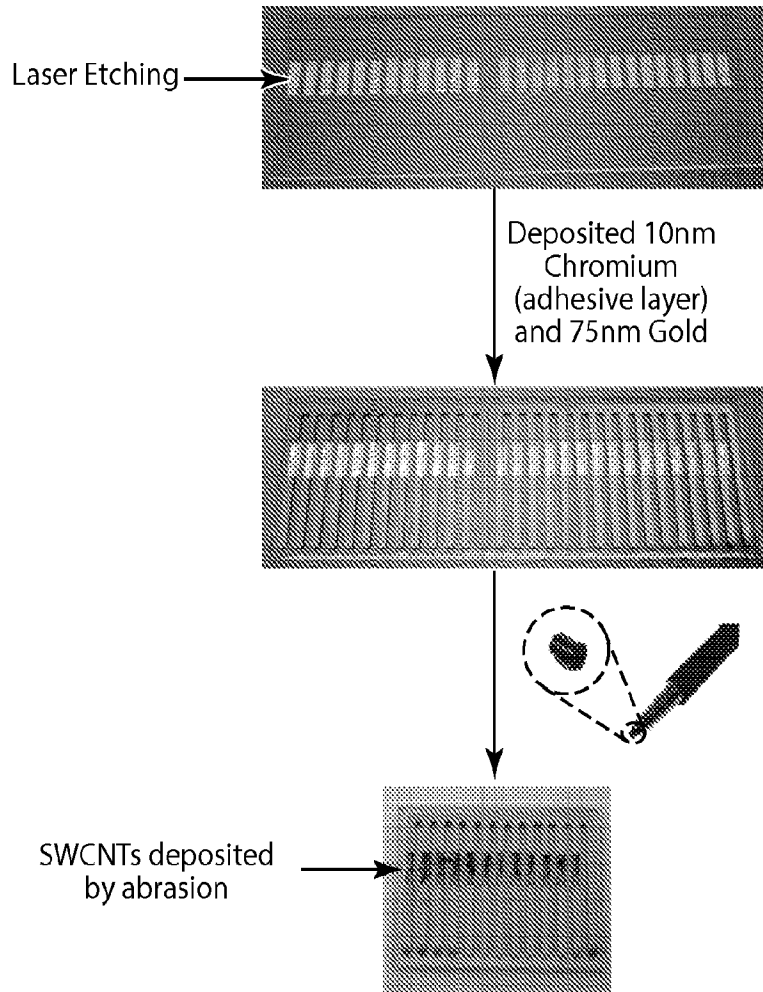 Laser Etching
Deposited 10nm
Chromium
(adhesive layer)
and 75nm Gold
SWCNTs deposited
by abrasion